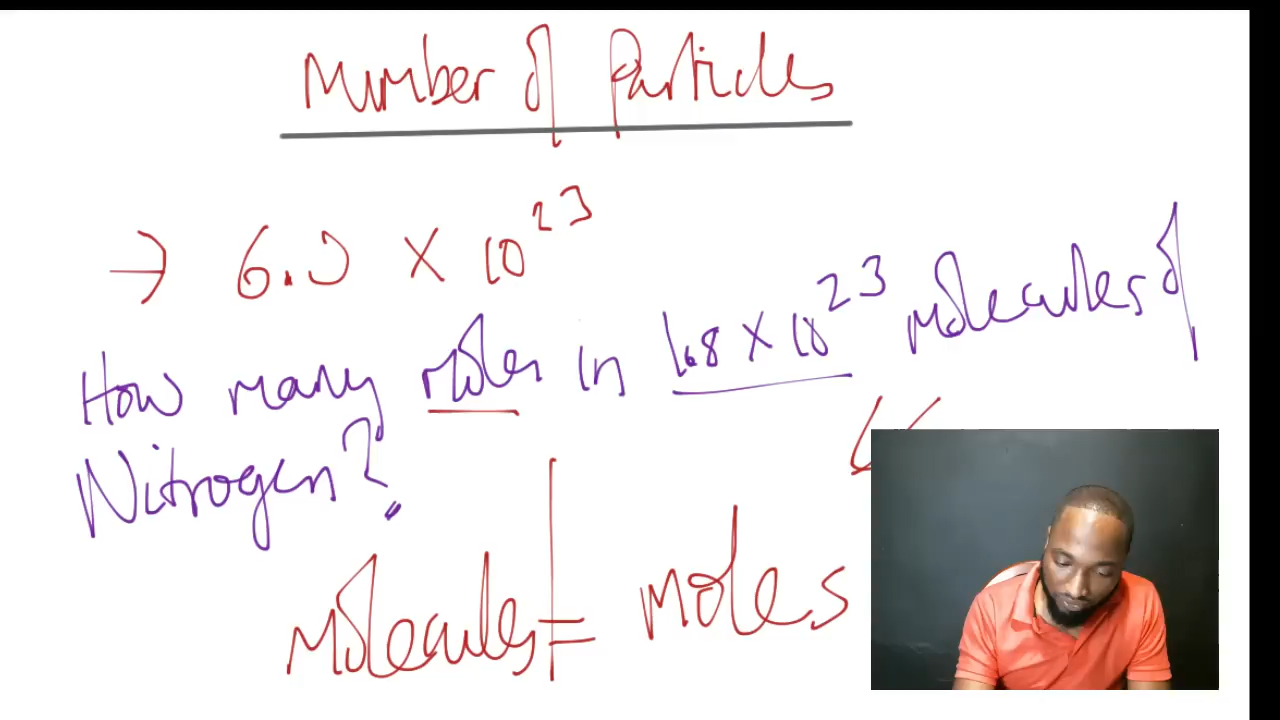 Number of Particles
→ 6.0 × 10²³
How many moles in 1.8 × 10²³ molecules of
Nitrogen?
molecules = moles